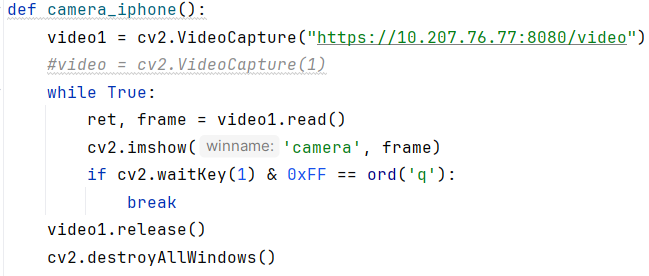 def camera_iphone():
    video1 = cv2.VideoCapture("https://10.207.76.77:8080/video")
    #video = cv2.VideoCapture(1)
    while True:
        ret, frame = video1.read()
        cv2.imshow( winname: 'camera', frame)
        if cv2.waitKey(1) & 0xFF == ord('q'):
            break
    video1.release()
    cv2.destroyAllWindows()